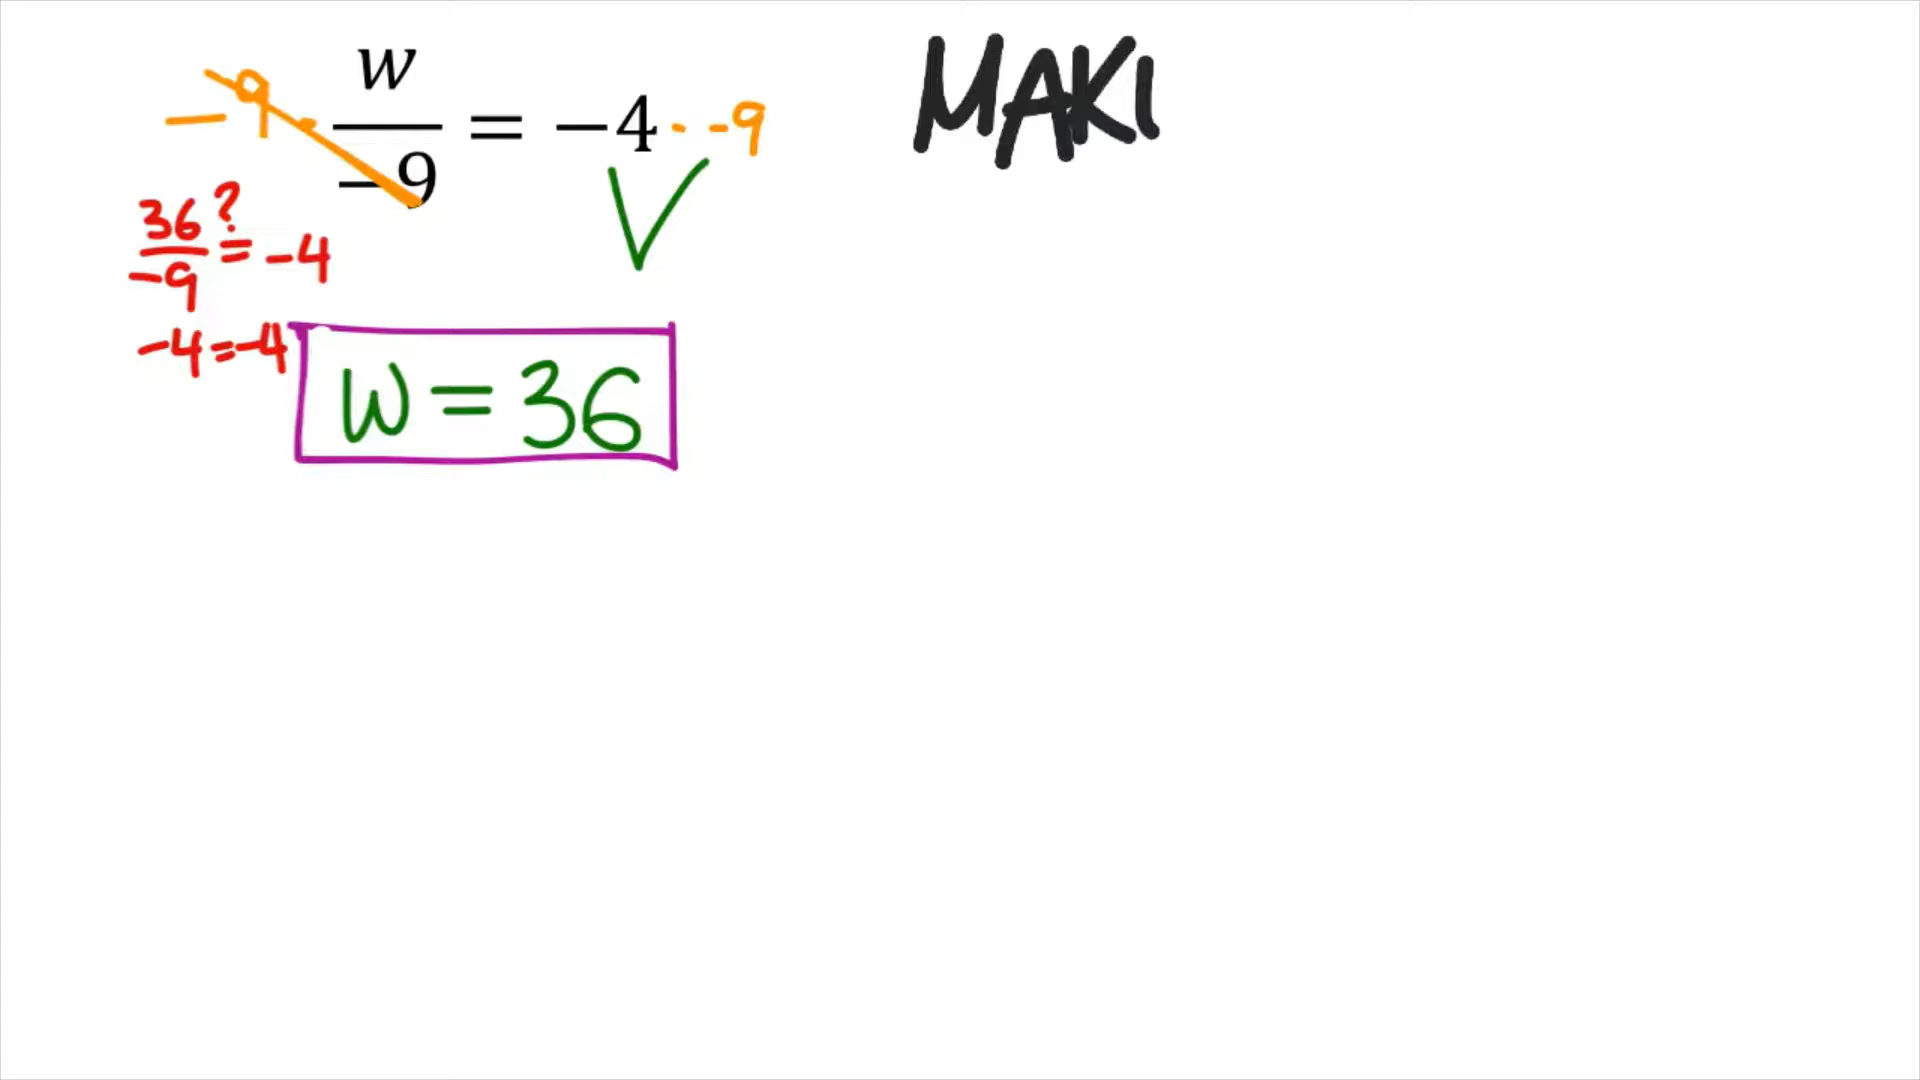 -9 · w/-9 = -4 · -9
36/-9 ?= -4
-4 = -4
w = 36
MAKI